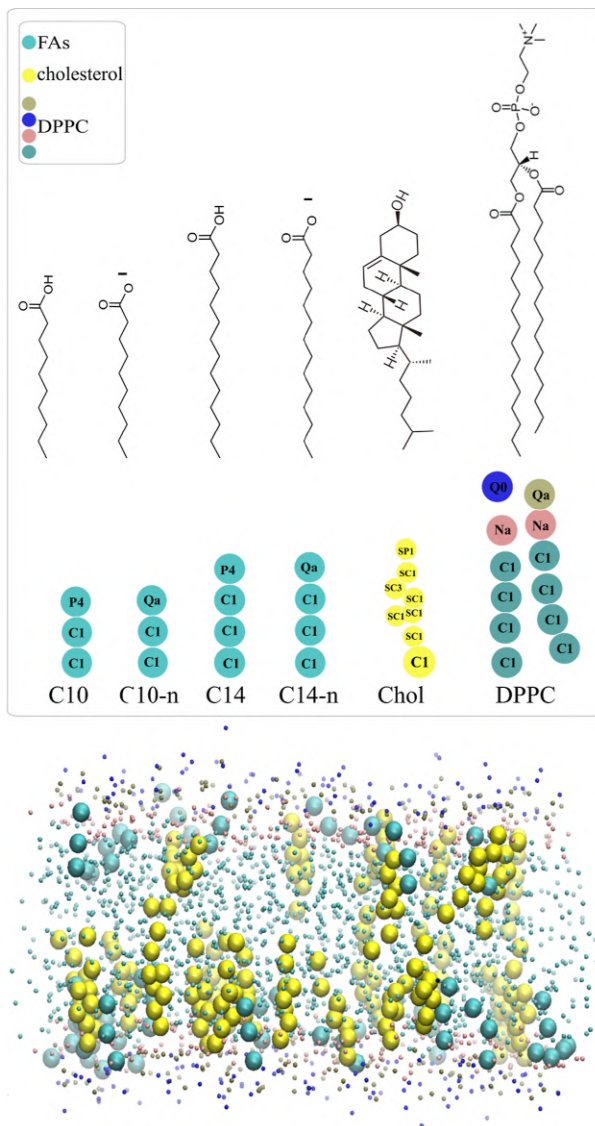 FAs
cholesterol
DPPC
N+
O
O P O-
O
H
O
O
O
O
OH
O
O
O
OH
O
O
HO
H
H
H
H
Q0 Qa
Na Na
SP1
P4 Qa C1 C1
SC1
SC3
P4 Qa C1 C1 SC1 C1 C1
SC1 SC1
C1 C1 C1 C1 SC1 C1 C1
C1 C1 C1 C1 C1 C1 C1
C10 C10-n C14 C14-n Chol DPPC